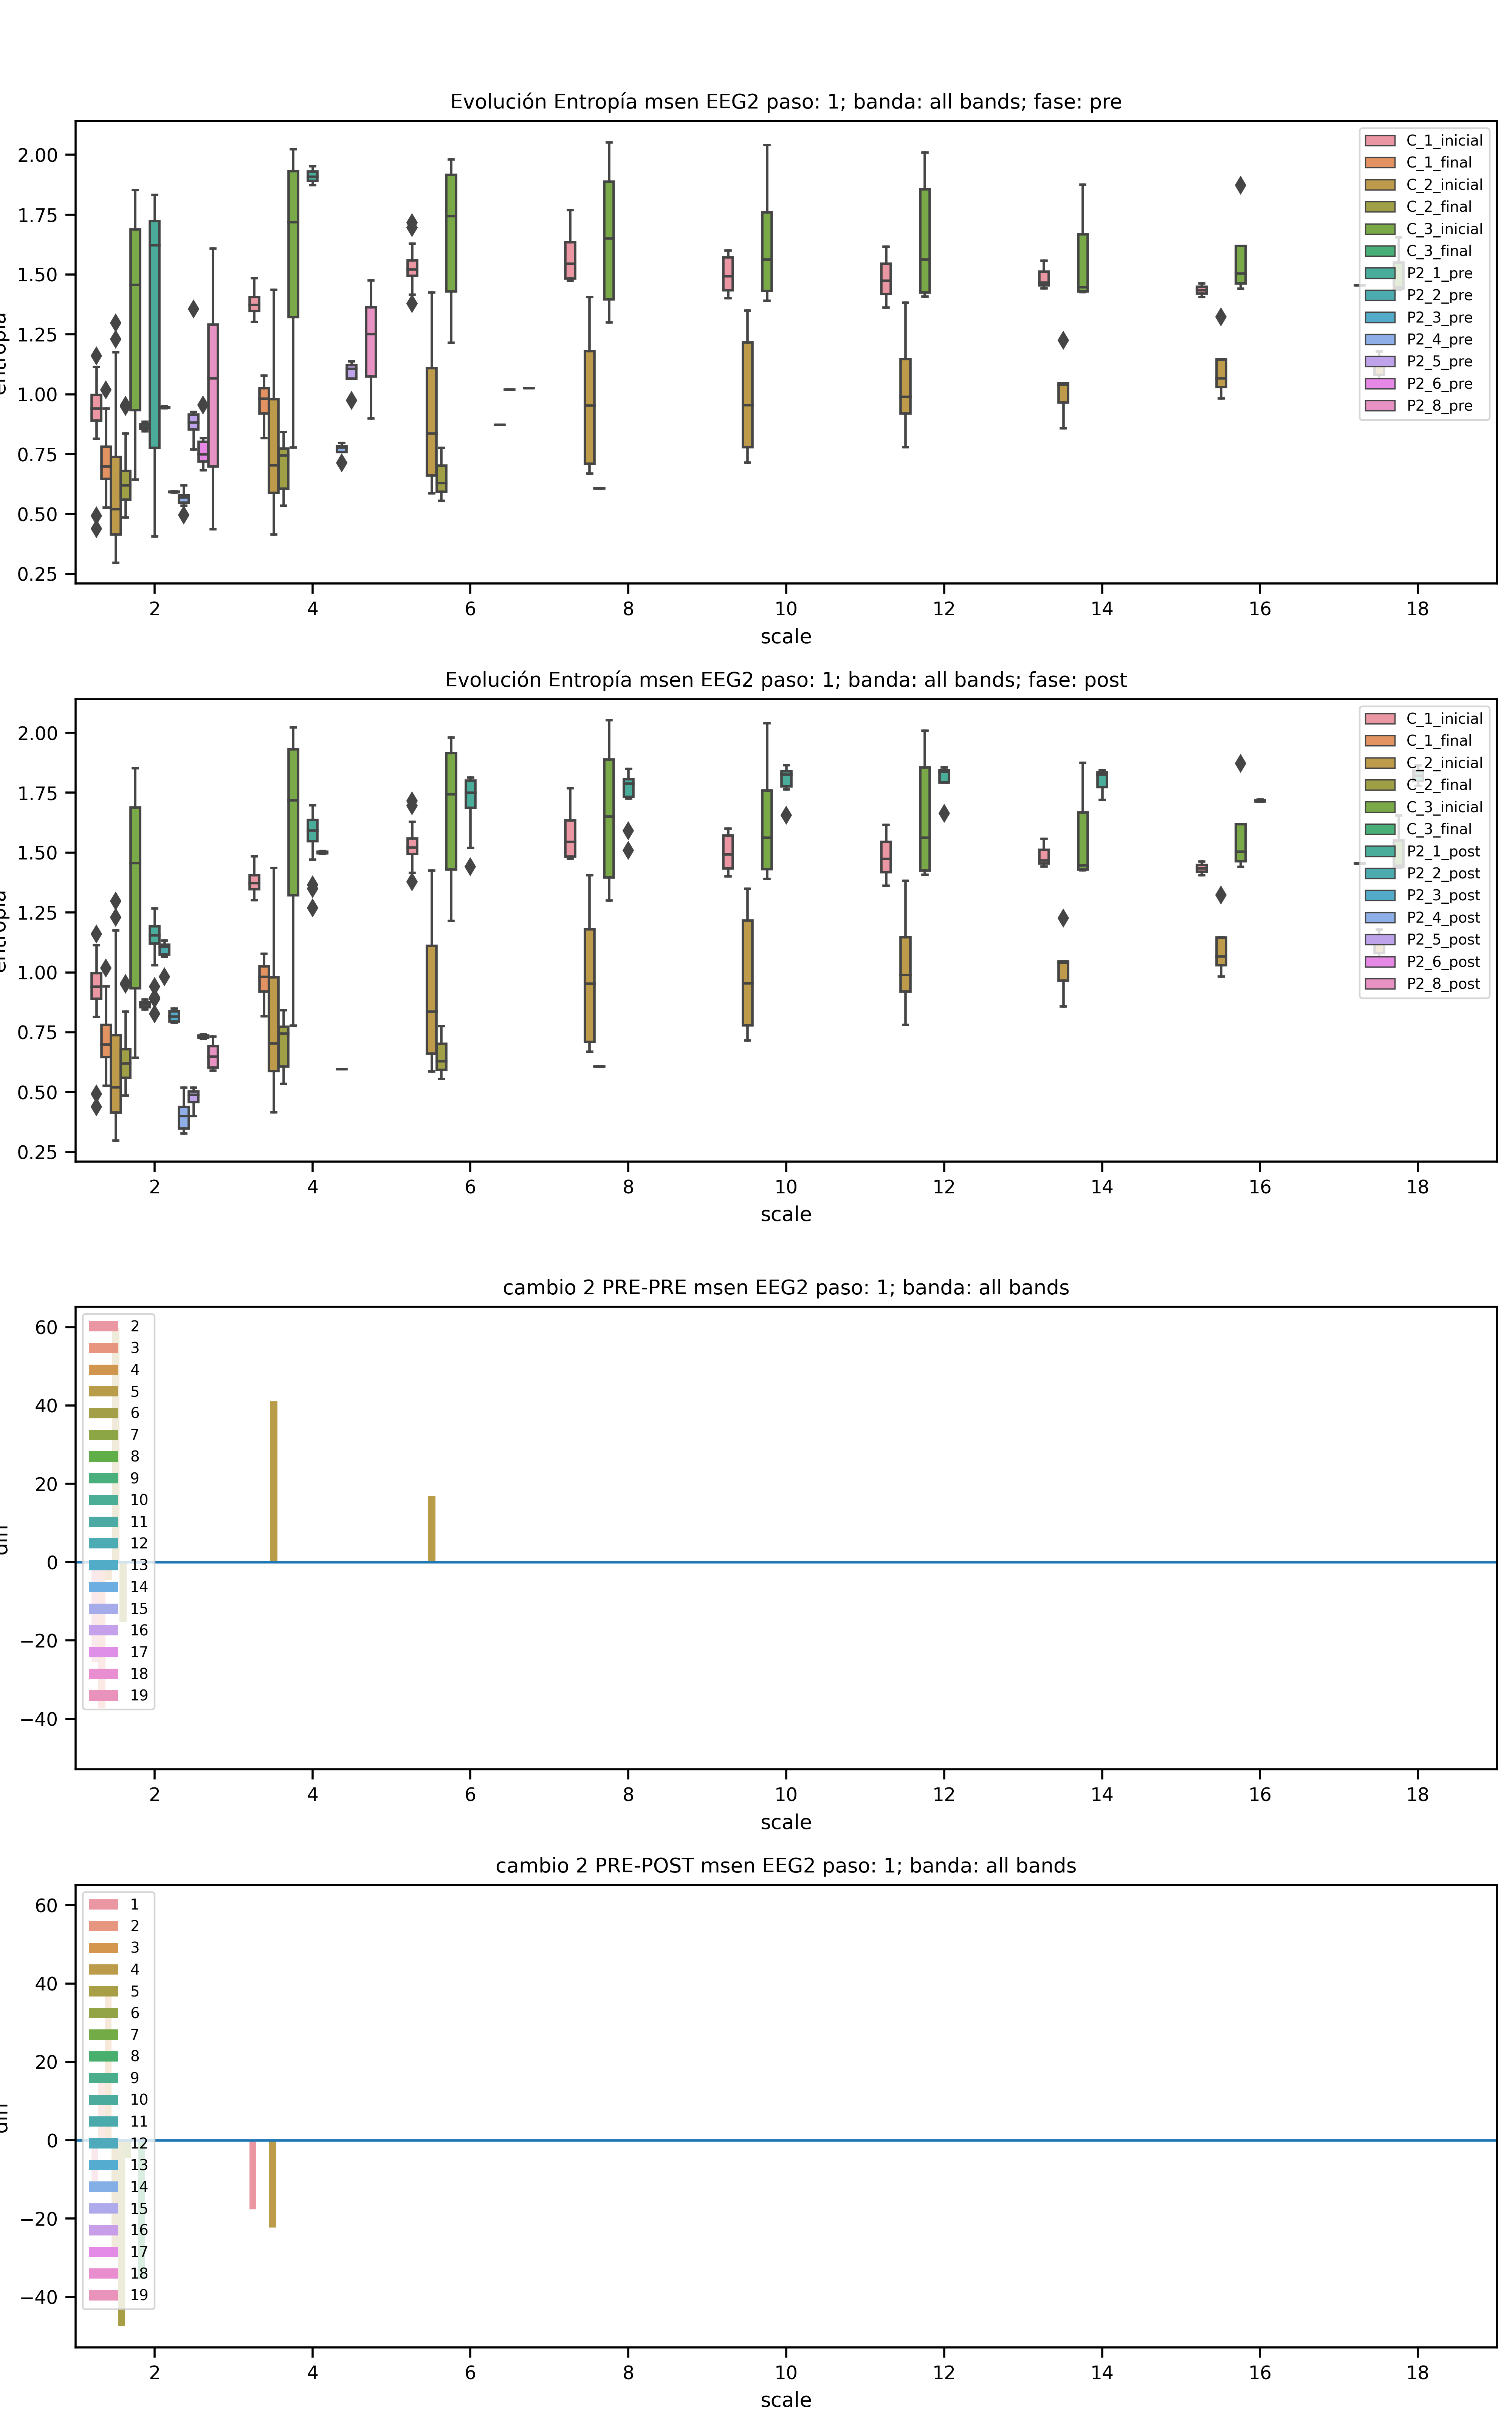 Evolución Entropía msen EEG2 paso: 1; banda: all bands; fase: pre
2.00
1.75
1.50
1.25
1.00
0.75
0.50
0.25
entropia
C_1_inicial
C_1_final
C_2_inicial
C_2_final
C_3_inicial
C_3_final
P2_1_pre
P2_2_pre
P2_3_pre
P2_4_pre
P2_5_pre
P2_6_pre
P2_8_pre
2 4 6 8 10 12 14 16 18
scale
Evolución Entropía msen EEG2 paso: 1; banda: all bands; fase: post
2.00
1.75
1.50
1.25
1.00
0.75
0.50
0.25
entropia
C_1_inicial
C_1_final
C_2_inicial
C_2_final
C_3_inicial
C_3_final
P2_1_post
P2_2_post
P2_3_post
P2_4_post
P2_5_post
P2_6_post
P2_8_post
2 4 6 8 10 12 14 16 18
scale
cambio 2 PRE-PRE msen EEG2 paso: 1; banda: all bands
60
40
20
0
−20
−40
2
3
4
5
6
7
8
9
10
11
12
13
14
15
16
17
18
19
2 4 6 8 10 12 14 16 18
scale
cambio 2 PRE-POST msen EEG2 paso: 1; banda: all bands
60
40
20
0
−20
−40
1
2
3
4
5
6
7
8
9
10
11
12
13
14
15
16
17
18
19
2 4 6 8 10 12 14 16 18
scale